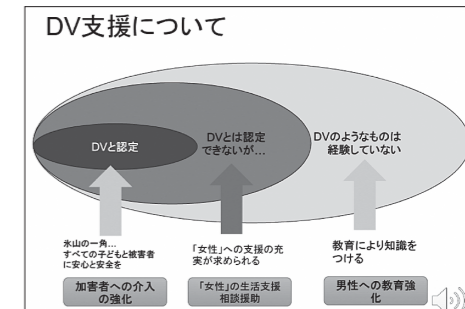 DV支援について
DVと認定
DVとは認定
できないが…
DVのようなものは
経験していない
氷山の一角…
すべての子どもと被害者
に安心と安全を
「女性」への支援の充
実が求められる
教育により知識を
つける
加害者への介入
の強化
「女性」の生活支援
相談援助
男性への教育強
化